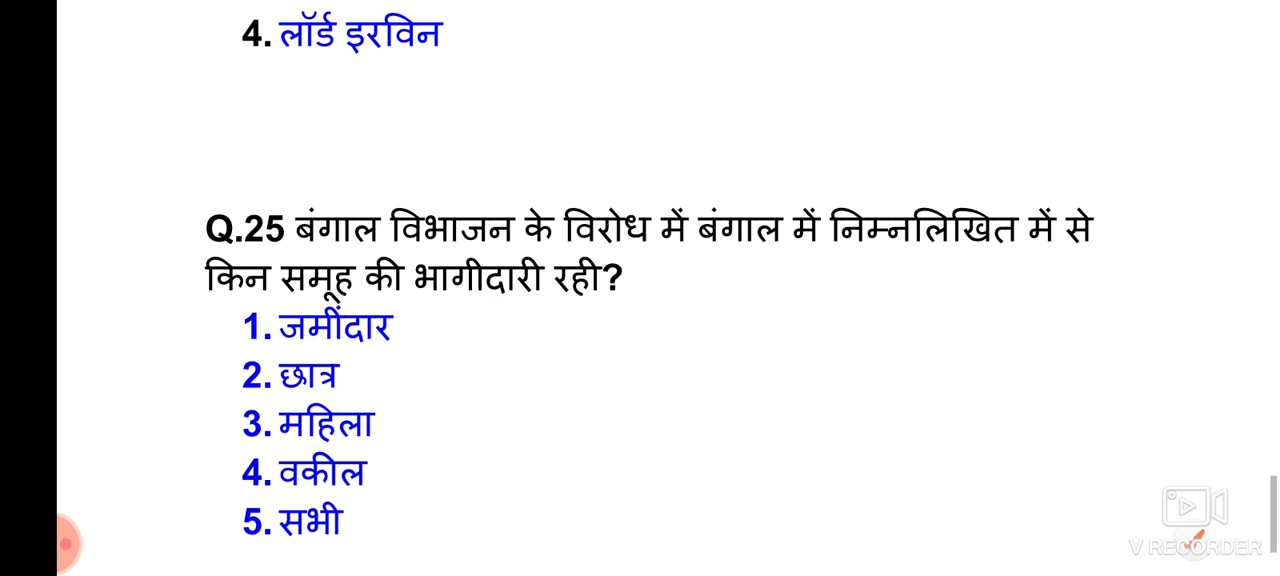 4. लॉर्ड इरविन
Q.25 बंगाल विभाजन के विरोध में बंगाल में निम्नलिखित में से
किन समूह की भागीदारी रही?
1. जमींदार
2. छात्र
3. महिला
4. वकील
5. सभी
V RECORDER